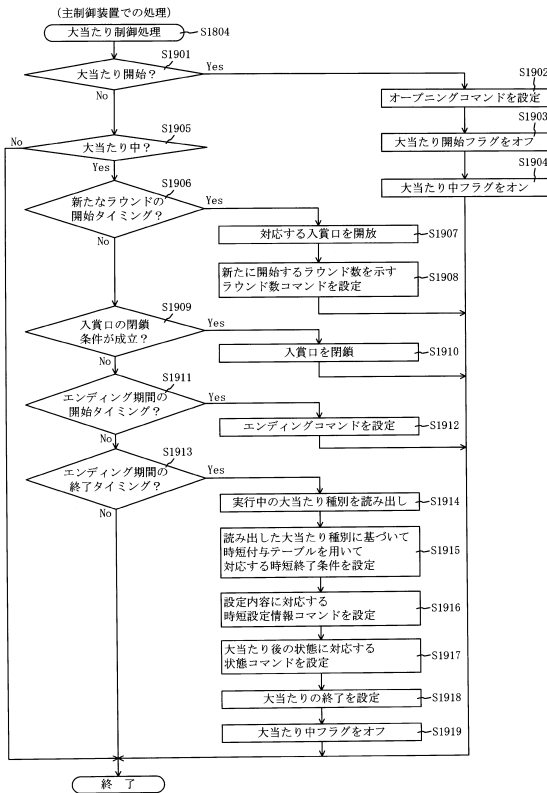 (主制御装置での処理)
大当たり制御処理
S1804
S1901
大当たり開始?
Yes
No
S1902
オープニングコマンドを設定
S1903
大当たり開始フラグをオフ
S1904
大当たり中フラグをオン
S1905
No
大当たり中?
Yes
S1906
新たなラウンドの
開始タイミング?
Yes
No
対応する入賞口を開放
S1907
新たに開始するラウンド数を示す
ラウンド数コマンドを設定
S1908
S1909
入賞口の閉鎖
条件が成立?
Yes
No
入賞口を閉鎖
S1910
S1911
エンディング期間の
開始タイミング?
Yes
No
エンディングコマンドを設定
S1912
S1913
エンディング期間の
終了タイミング?
Yes
No
実行中の大当たり種別を読み出し
S1914
読み出した大当たり種別に基づいて
時短付与テーブルを用いて
対応する時短終了条件を設定
S1915
設定内容に対応する
時短設定情報コマンドを設定
S1916
大当たり後の状態に対応する
状態コマンドを設定
S1917
大当たりの終了を設定
S1918
大当たり中フラグをオフ
S1919
終了